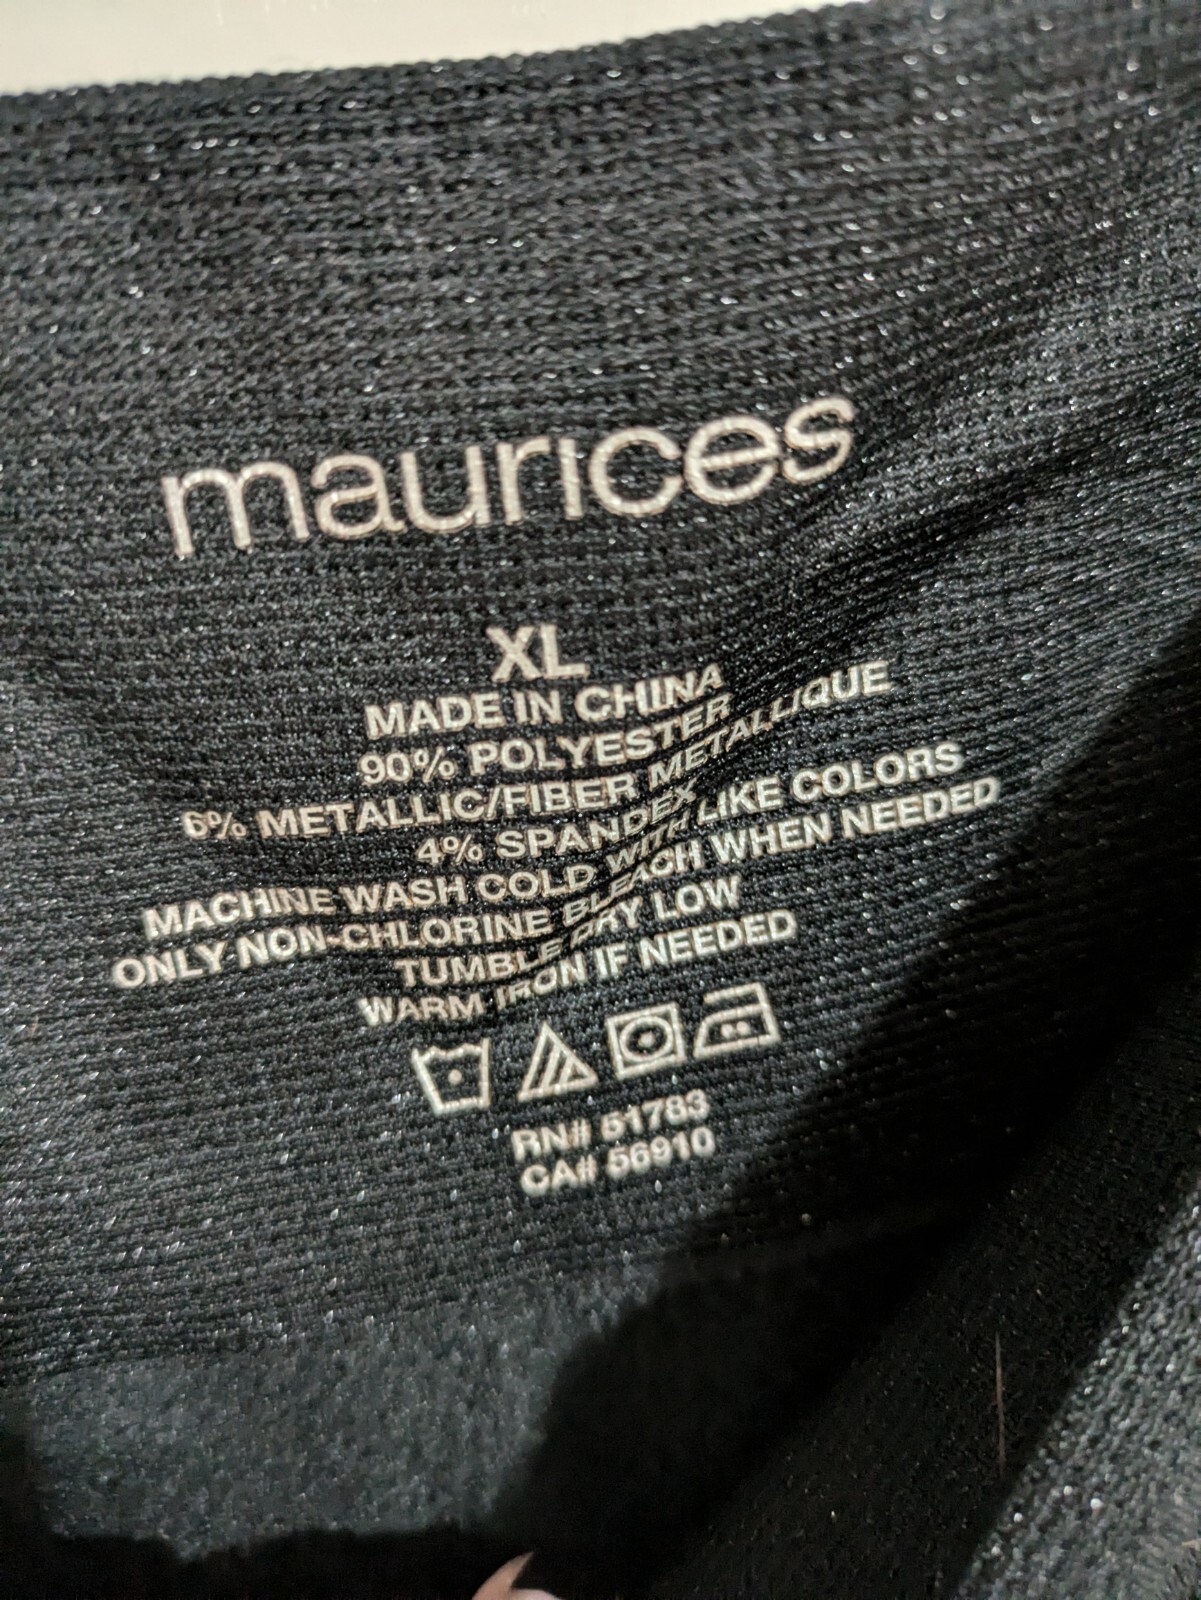 maurices
XL
MADE IN CHINA
90% POLYESTER
6% METALLIC/FIBER METALLIQUE
4% SPANDEX
MACHINE WASH COLD WITH LIKE COLORS
ONLY NON-CHLORINE BLEACH WHEN NEEDED
TUMBLE DRY LOW
WARM IRON IF NEEDED
RN# 51783
CA# 56910